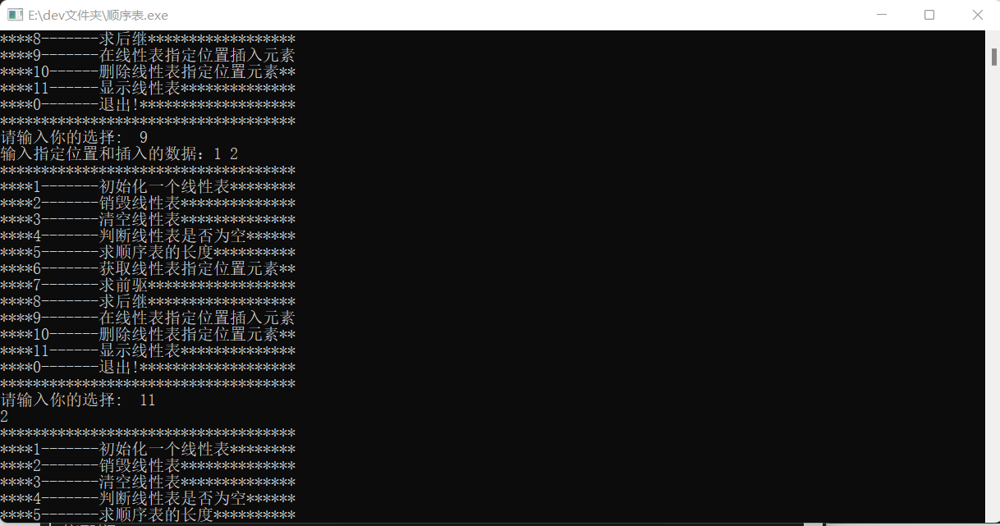 E:\dev文件夹\顺序表.exe
****8-------求后继******************
****9-------在线性表指定位置插入元素
****10------删除线性表指定位置元素**
****11------显示线性表**************
****0-------退出!*******************
************************************
请输入你的选择:  9
输入指定位置和插入的数据: 1 2
************************************
****1-------初始化一个线性表********
****2-------销毁线性表**************
****3-------清空线性表**************
****4-------判断线性表是否为空******
****5-------求顺序表的长度**********
****6-------获取线性表指定位置元素**
****7-------求前驱******************
****8-------求后继******************
****9-------在线性表指定位置插入元素
****10------删除线性表指定位置元素**
****11------显示线性表**************
****0-------退出!*******************
************************************
请输入你的选择:  11
2
************************************
****1-------初始化一个线性表********
****2-------销毁线性表**************
****3-------清空线性表**************
****4-------判断线性表是否为空******
****5-------求顺序表的长度**********